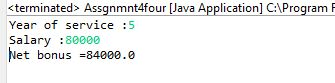 <terminated> Assgnmnt4four [Java Application] C:\Program F
Year of service :5
Salary :80000
Net bonus =84000.0